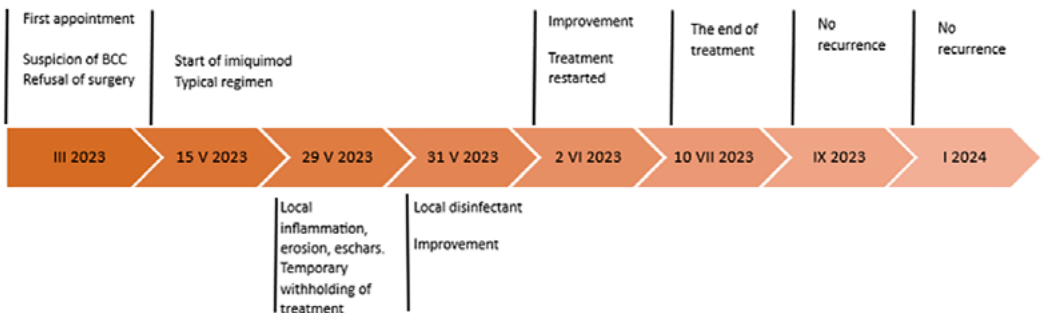 First appointment
Suspicion of BCC
Refusal of surgery
Start of imiquimod
Typical regimen
Improvement
Treatment
restarted
The end of
treatment
No
recurrence
No
recurrence
III 2023
15 V 2023
29 V 2023
31 V 2023
2 VI 2023
10 VII 2023
IX 2023
I 2024
Local
inflammation,
erosion, eschars.
Temporary
withholding of
treatment
Local disinfectant
Improvement